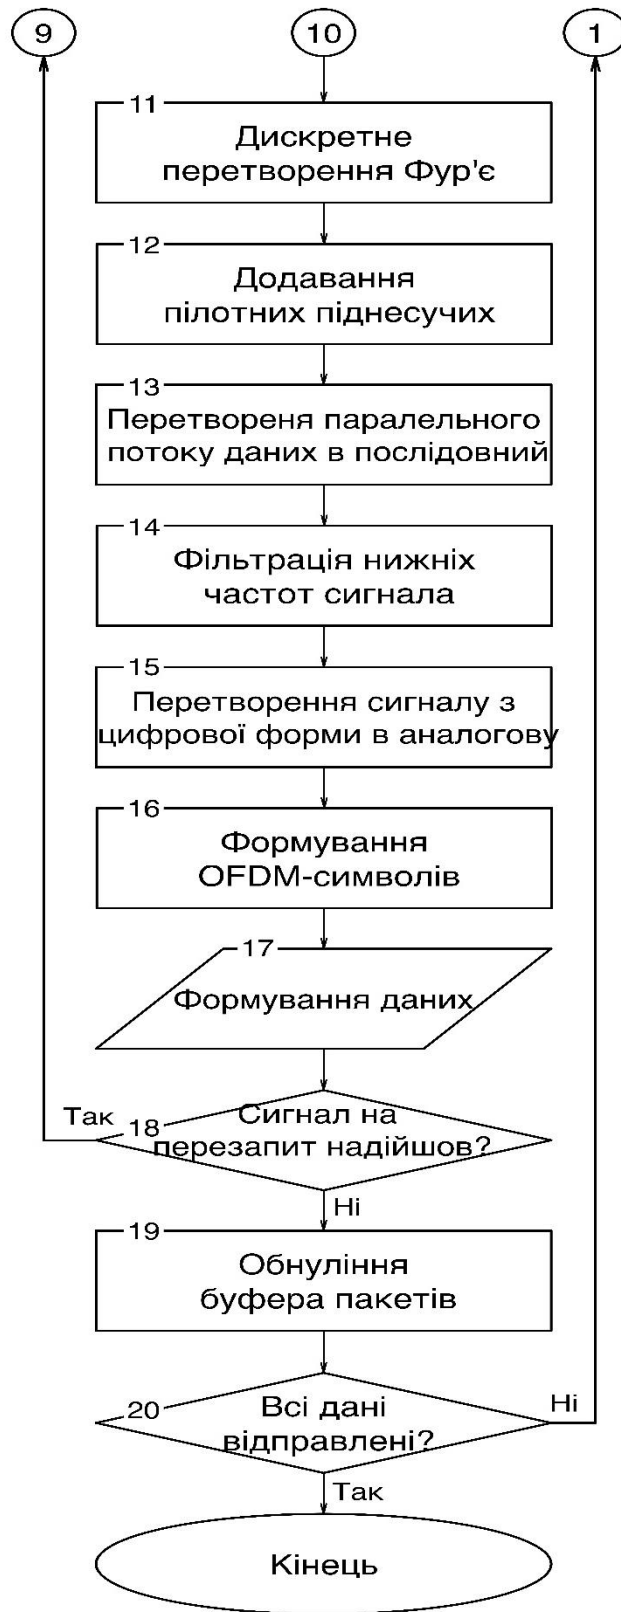 9
10
1
11
Дискретне
перетворення Фур'є
12
Додавання
пілотних піднесучих
13
Перетвореня паралельного
потоку даних в послідовний
14
Фільтрація нижніх
частот сигнала
15
Перетворення сигналу з
цифрової форми в аналогову
16
Формування
OFDM-символів
17
Формування даних
Так
18
Сигнал на
перезапит надійшов?
Ні
19
Обнуління
буфера пакетів
20
Всі дані
відправлені?
Ні
Так
Кінець